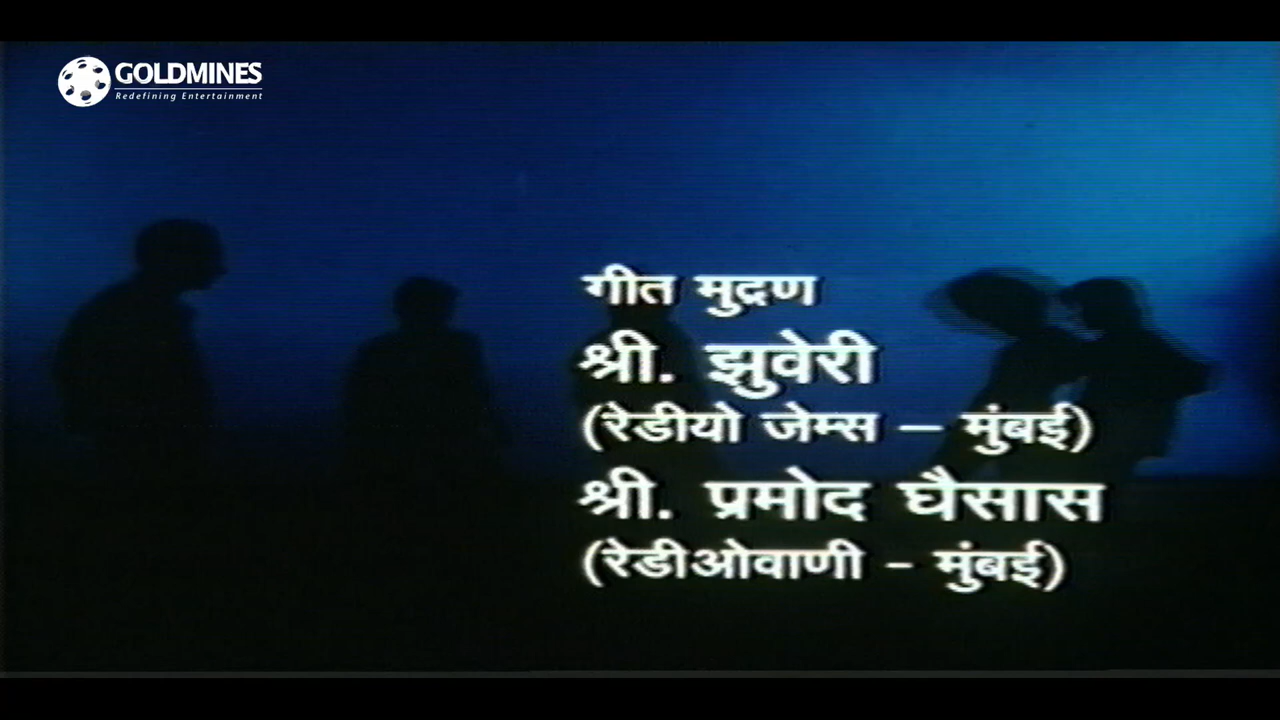 GOLDMINES
Redefining Entertainment
गीत मुद्रण
श्री. झुवेरी
(रेडीयो जेम्स – मुंबई)
श्री. प्रमोद घैसास
(रेडीओवाणी - मुंबई)